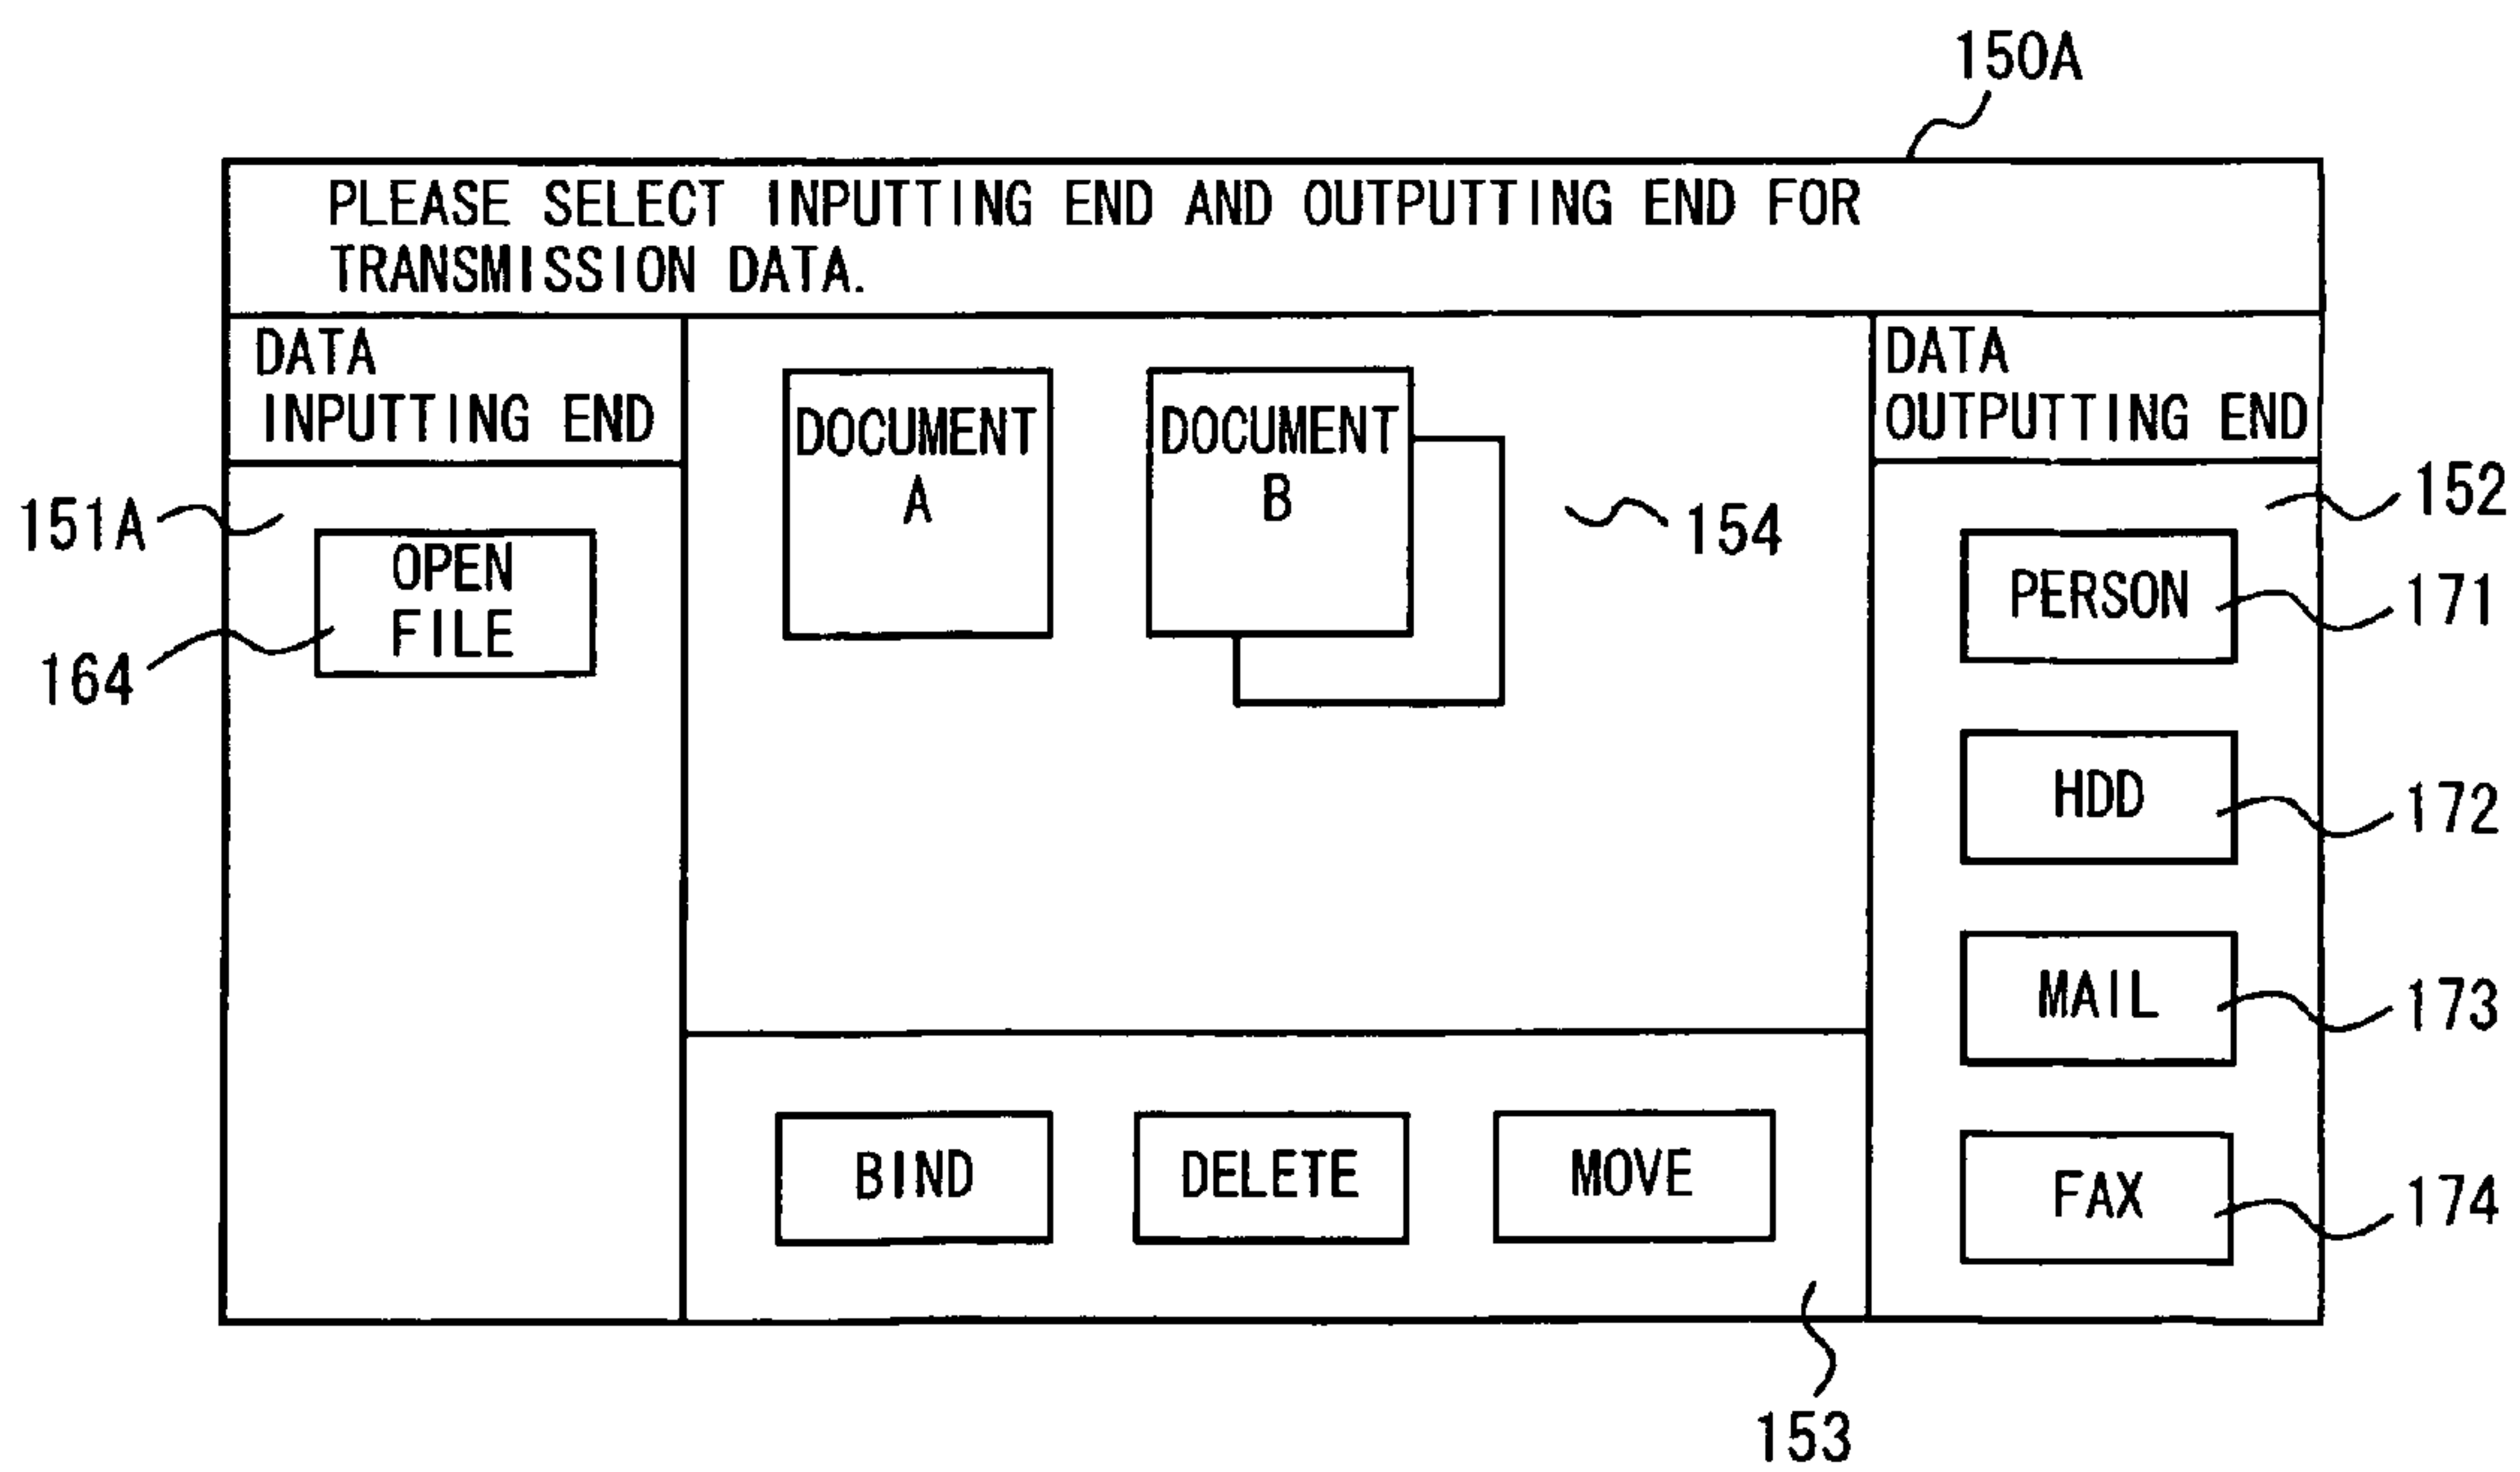 150A
PLEASE SELECT INPUTTING END AND OUTPUTTING END FOR
TRANSMISSION DATA.
DATA
INPUTTING END
151A
OPEN
FILE
164
DOCUMENT
A
DOCUMENT
B
154
BIND
DELETE
MOVE
153
DATA
OUTPUTTING END
152
PERSON
171
HDD
172
MAIL
173
FAX
174